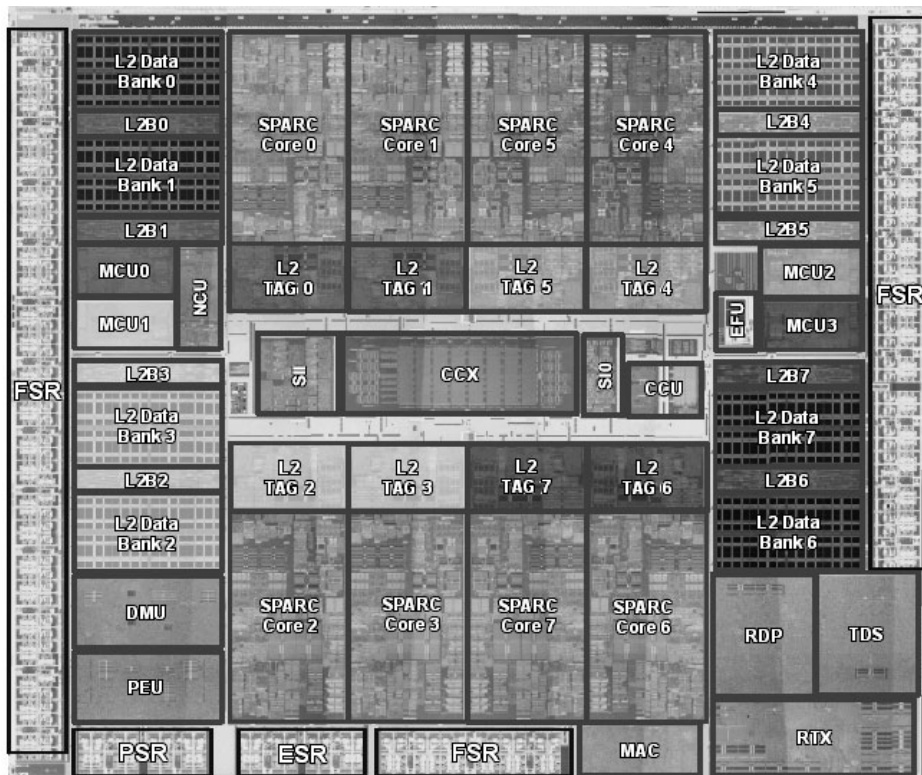 L2 Data
Bank 0
L2B0
L2 Data
Bank 1
L2B1
MCU0
MCU1
NCU
SPARC
Core 0
SPARC
Core 1
SPARC
Core 5
SPARC
Core 4
L2
TAG 0
L2
TAG 1
L2
TAG 5
L2
TAG 4
L2 Data
Bank 4
L2B4
L2 Data
Bank 5
L2B5
MCU2
EFU
MCU3
FSR
FSR
SII
CCX
SIO
CCU
L2B3
L2 Data
Bank 3
L2B2
L2 Data
Bank 2
DMU
PEU
L2
TAG 2
L2
TAG 3
L2
TAG 7
L2
TAG 6
SPARC
Core 2
SPARC
Core 3
SPARC
Core 7
SPARC
Core 6
L2B7
L2 Data
Bank 7
L2B6
L2 Data
Bank 6
RDP
TDS
RTX
PSR
ESR
FSR
MAC